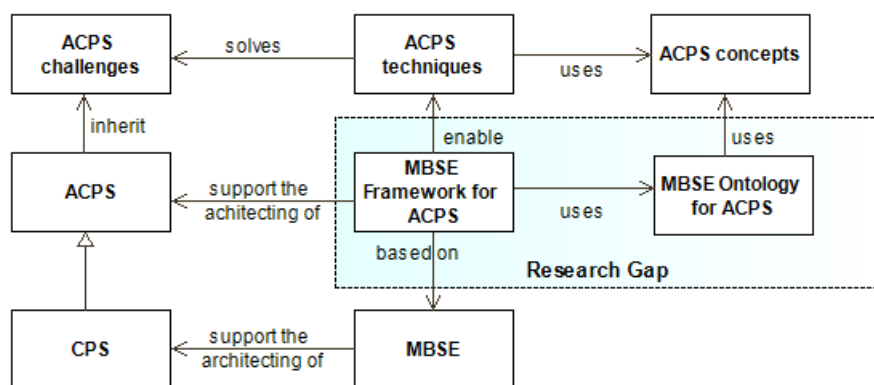 ACPS
challenges
solves
ACPS
techniques
uses
ACPS concepts
inherit
enable
uses
ACPS
support the
achitecting of
MBSE
Framework for
ACPS
uses
MBSE Ontology
for ACPS
based on
Research Gap
CPS
support the
architecting of
MBSE